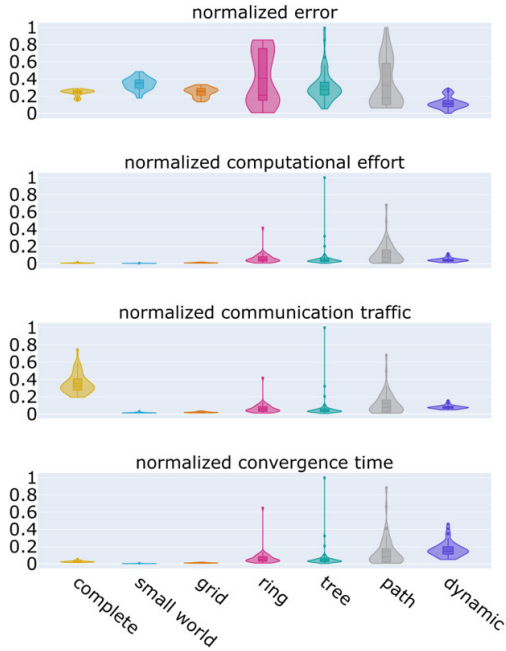 normalized error
1
0.8
0.6
0.4
0.2
0
normalized computational effort
1
0.8
0.6
0.4
0.2
0
normalized communication traffic
1
0.8
0.6
0.4
0.2
0
normalized convergence time
1
0.8
0.6
0.4
0.2
0
complete
small world
grid
ring
tree
path
dynamic